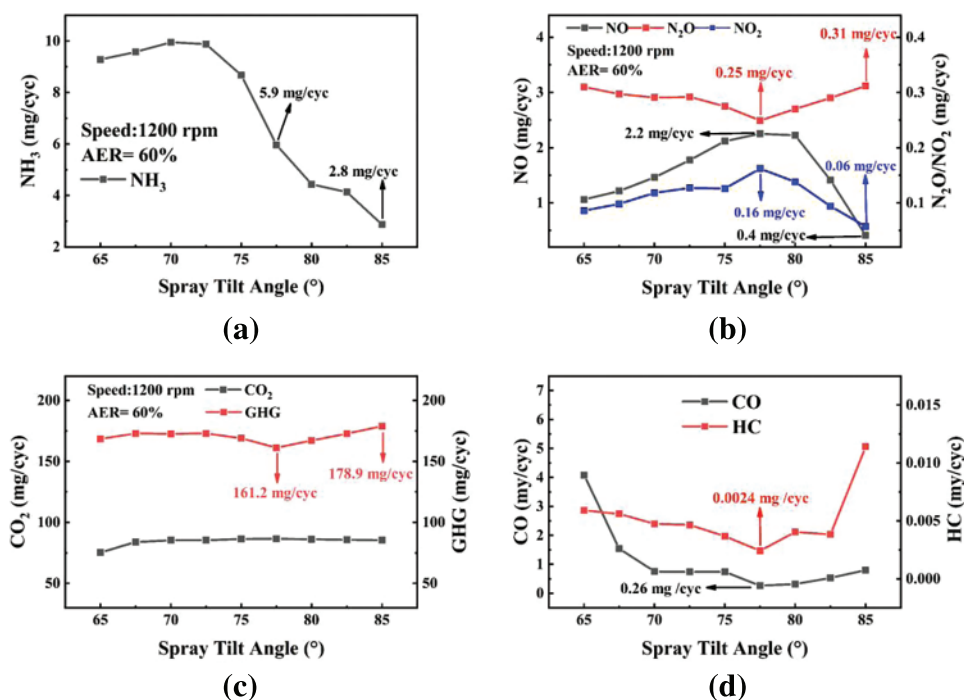 10
8
6
4
2
NH₃ (mg/cyc)
5.9 mg/cyc
2.8 mg/cyc
Speed:1200 rpm
AER= 60%
NH₃
65 70 75 80 85
Spray Tilt Angle (°)
(a)
NO N₂O NO₂
Speed:1200 rpm
AER= 60%
4
3
2
1
NO (mg/cyc)
0.31 mg/cyc
0.25 mg/cyc
2.2 mg/cyc
0.06 mg/cyc
0.16 mg/cyc
0.4 mg/cyc
0.4
0.3
0.2
0.1
N₂O/NO₂ (mg/cyc)
65 70 75 80 85
Spray Tilt Angle (°)
(b)
Speed:1200 rpm CO₂
AER= 60% GHG
200
150
100
50
CO₂ (mg/cyc)
161.2 mg/cyc
178.9 mg/cyc
200
150
100
50
GHG (mg/cyc)
65 70 75 80 85
Spray Tilt Angle (°)
(c)
CO
HC
7
6
5
4
3
2
1
0
CO (my/cyc)
0.0024 mg /cyc
0.26 mg /cyc
0.015
0.010
0.005
0.000
HC (my/cyc)
65 70 75 80 85
Spray Tilt Angle (°)
(d)